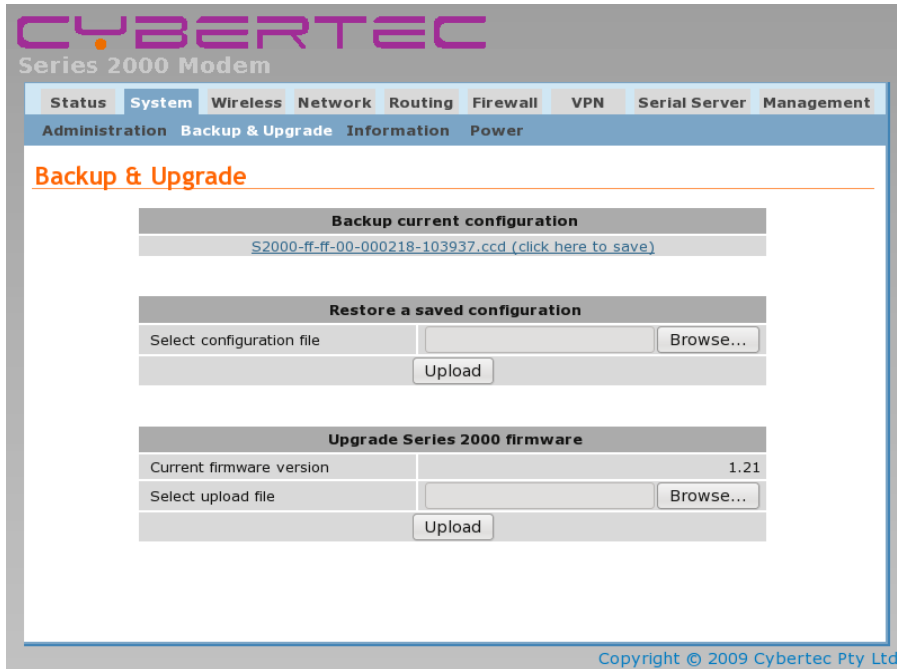 CYBERTEC
Series 2000 Modem
Status System Wireless Network Routing Firewall VPN Serial Server Management
Administration Backup & Upgrade Information Power
Backup & Upgrade
Backup current configuration
S2000-ff-ff-00-000218-103937.ccd (click here to save)
Restore a saved configuration
Select configuration file Browse...
Upload
Upgrade Series 2000 firmware
Current firmware version 1.21
Select upload file Browse...
Upload
Copyright © 2009 Cybertec Pty Ltd